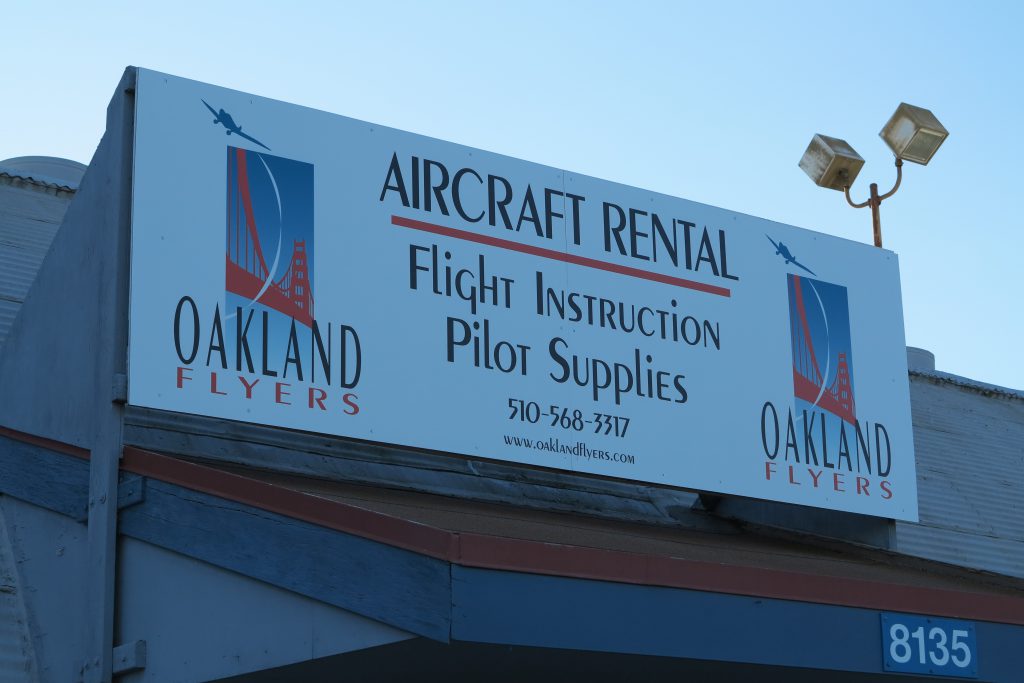 AIRCRAFT RENTAL
Flight Instruction
Pilot Supplies
510-568-3317
www.oaklandflyers.com
OAKLAND
FLYERS
OAKLAND
FLYERS
8135